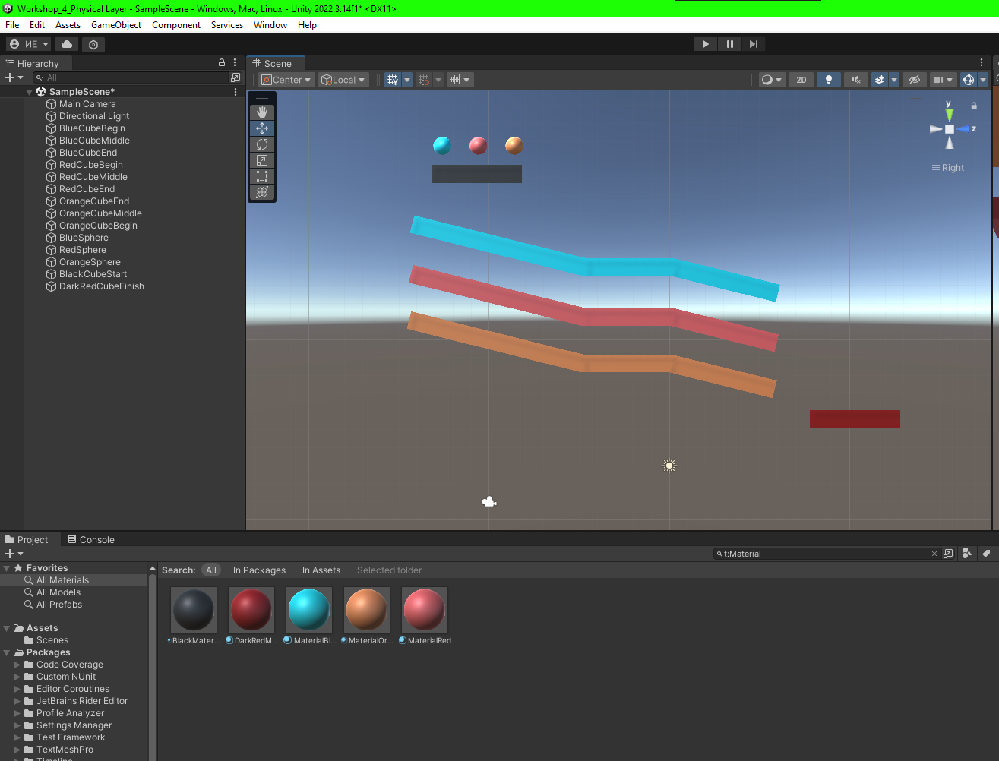 Workshop_4_Physical Layer - SampleScene - Windows, Mac, Linux - Unity 2022.3.14f1* <DX11>
File Edit Assets GameObject Component Services Window Help
ИЕ
Hierarchy
All
SampleScene*
Main Camera
Directional Light
BlueCubeBegin
BlueCubeMiddle
BlueCubeEnd
RedCubeBegin
RedCubeMiddle
RedCubeEnd
OrangeCubeEnd
OrangeCubeMiddle
OrangeCubeBegin
BlueSphere
RedSphere
OrangeSphere
BlackCubeStart
DarkRedCubeFinish
Scene
Center Local 2D
y
z
Right
Project Console
t:Material
Favorites
All Materials
All Models
All Prefabs
Assets
Scenes
Packages
Code Coverage
Custom NUnit
Editor Coroutines
JetBrains Rider Editor
Profile Analyzer
Settings Manager
Test Framework
TextMeshPro
Timeline
Search: All In Packages In Assets Selected folder
BlackMater... DarkRedM... MaterialBl... MaterialOr... MaterialRed